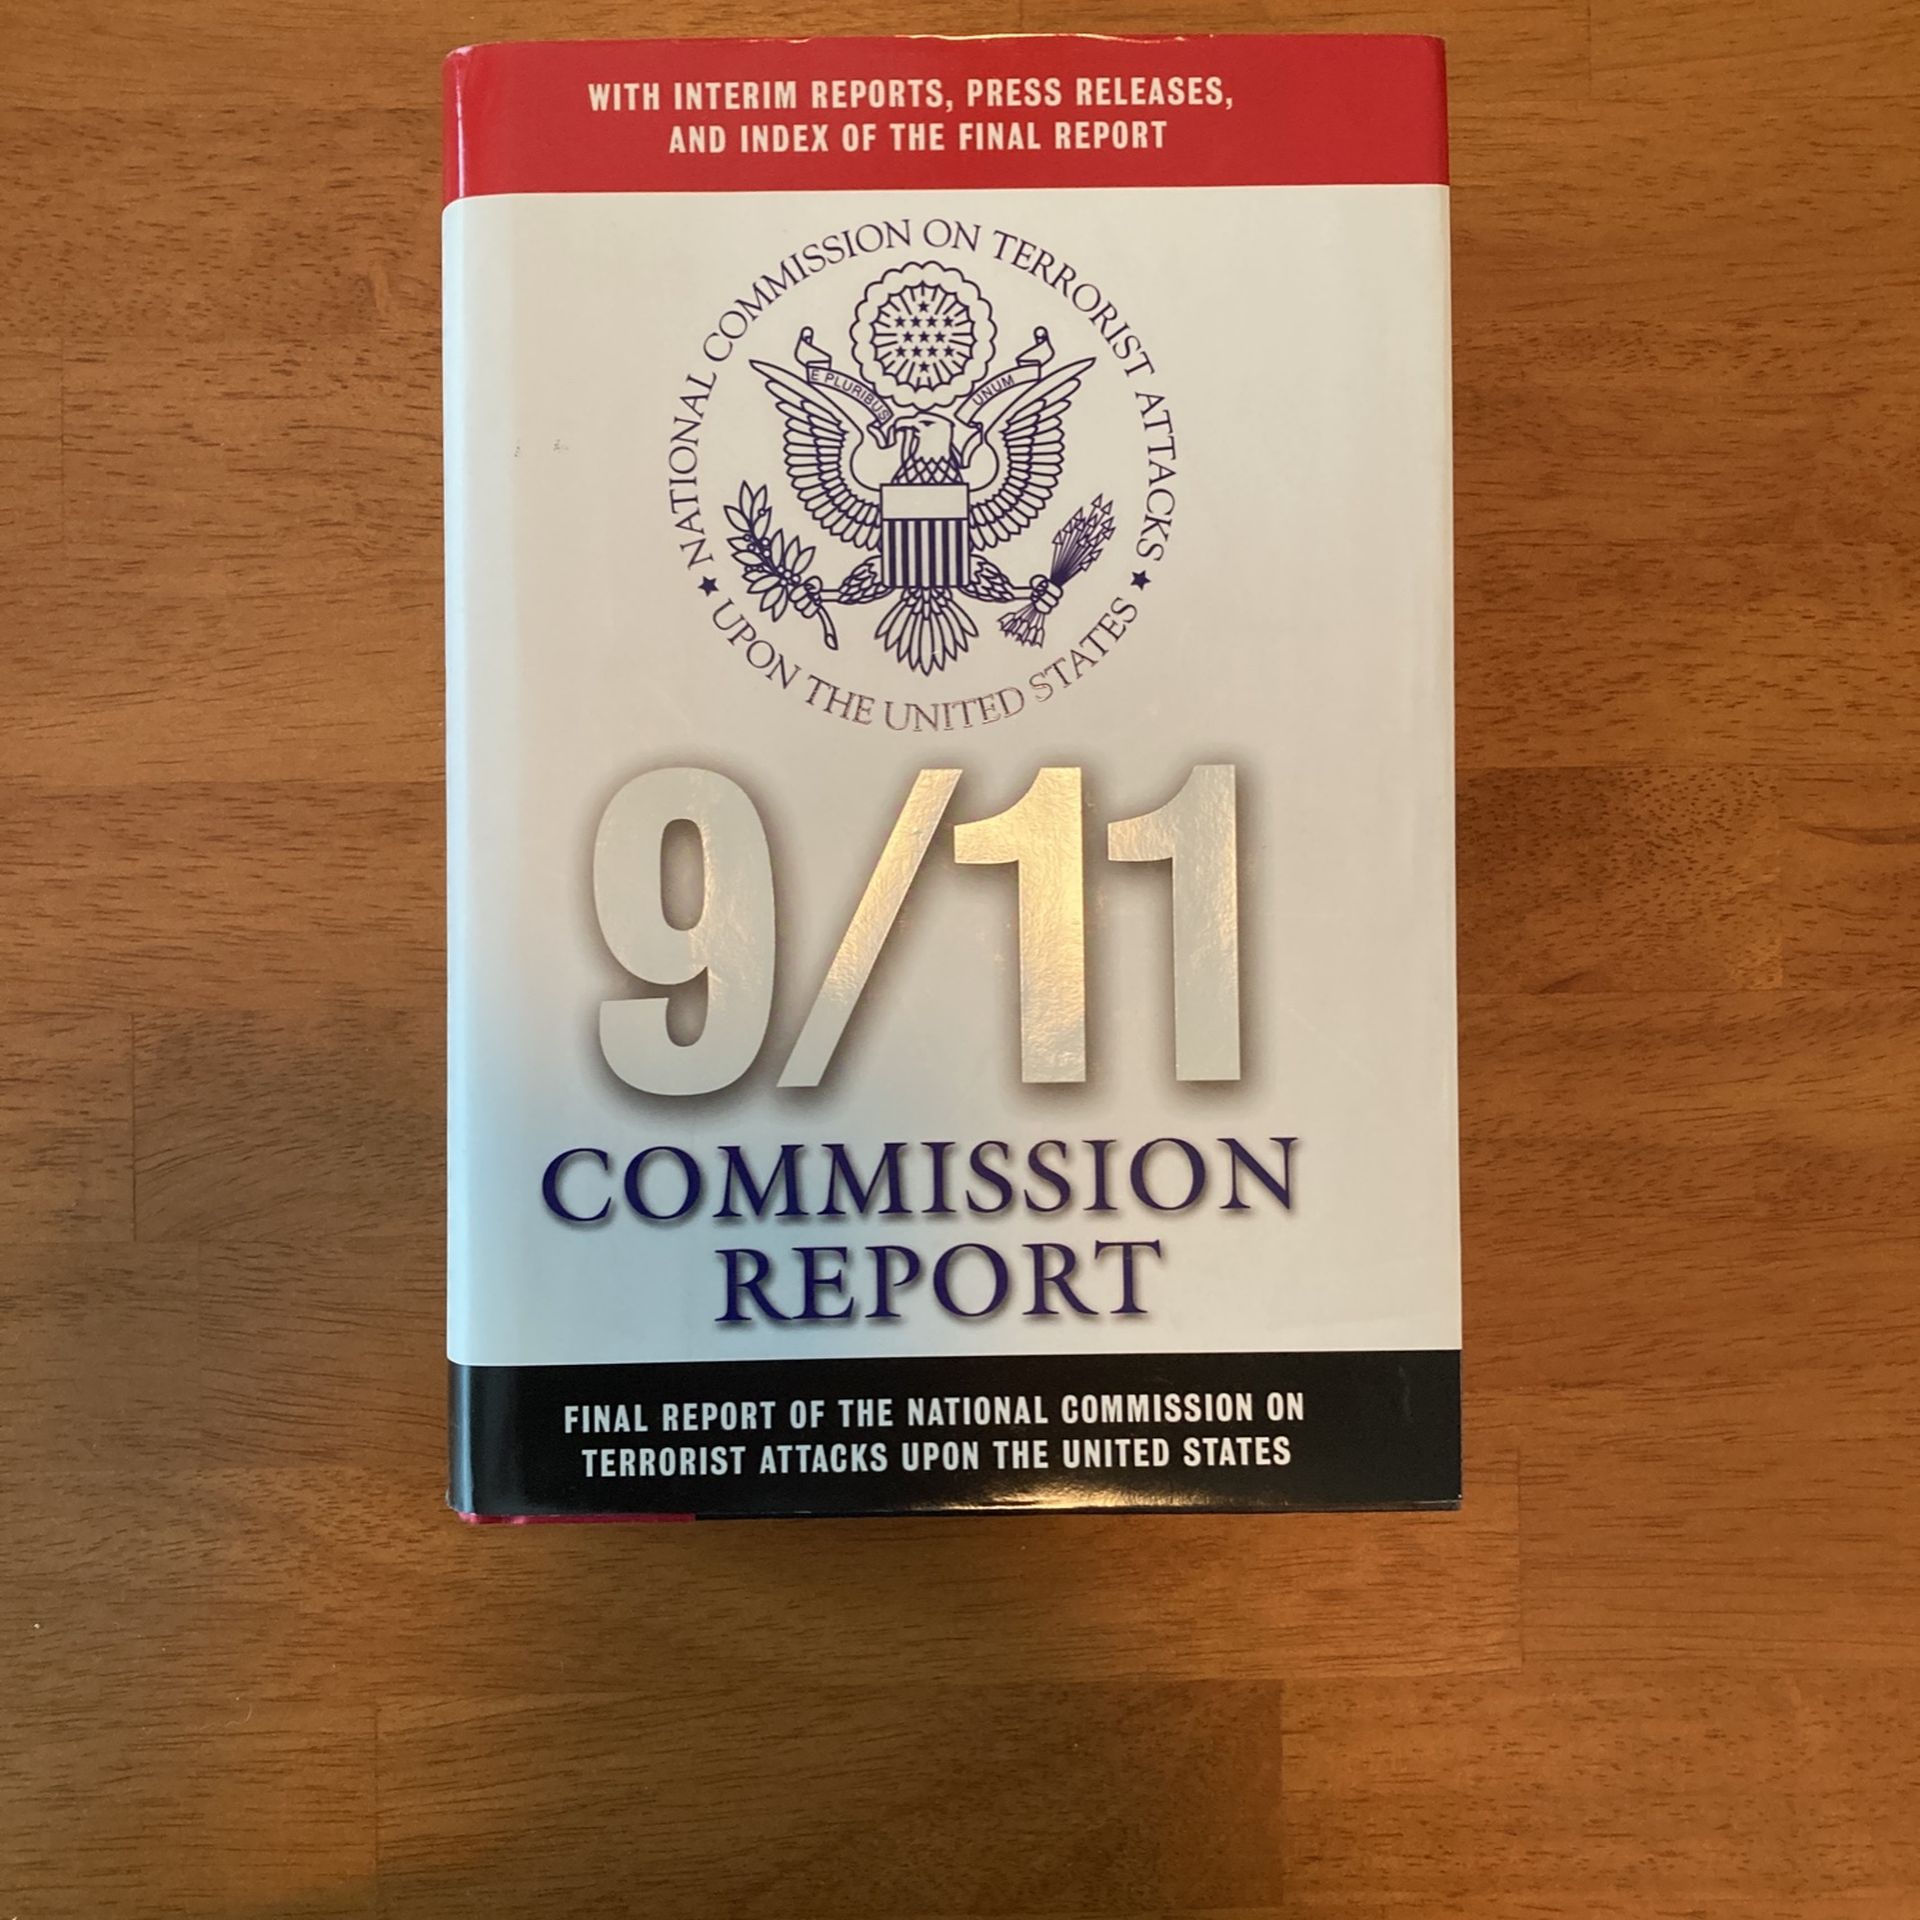 WITH INTERIM REPORTS, PRESS RELEASES,
AND INDEX OF THE FINAL REPORT
NATIONAL COMMISSION ON TERRORIST ATTACKS
★ UPON THE UNITED STATES ★
E PLURIBUS UNUM
9/11
COMMISSION
REPORT
FINAL REPORT OF THE NATIONAL COMMISSION ON
TERRORIST ATTACKS UPON THE UNITED STATES